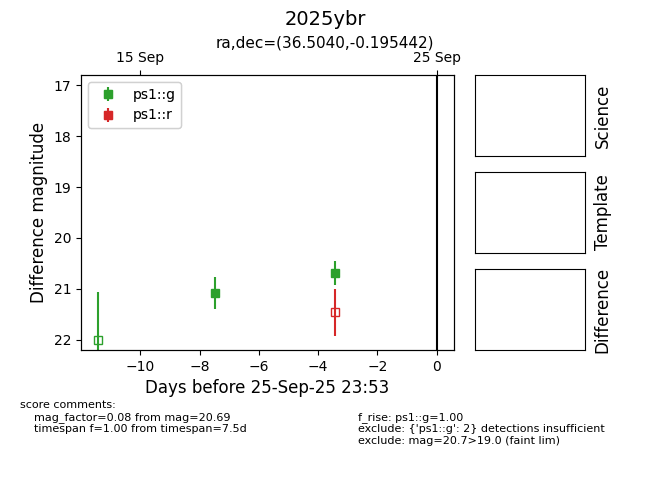 2025ybr
ra,dec=(36.5040,-0.195442)
15 Sep
25 Sep
ps1::g
ps1::r
17
18
19
20
21
22
Difference magnitude
−10
−8
−6
−4
−2
0
Days before 25-Sep-25 23:53
Science
Template
Difference
score comments:
mag_factor=0.08 from mag=20.69
timespan f=1.00 from timespan=7.5d
f_rise: ps1::g=1.00
exclude: {'ps1::g': 2} detections insufficient
exclude: mag=20.7>19.0 (faint lim)